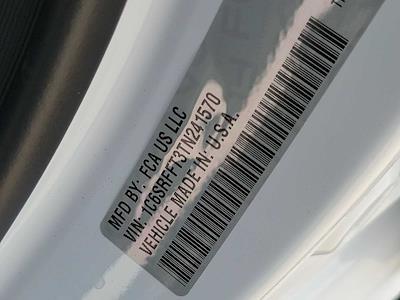 MFD BY: FCA US LLC
VIN: 1C6SRFFT3TN241570
VEHICLE MADE IN: U.S.A.